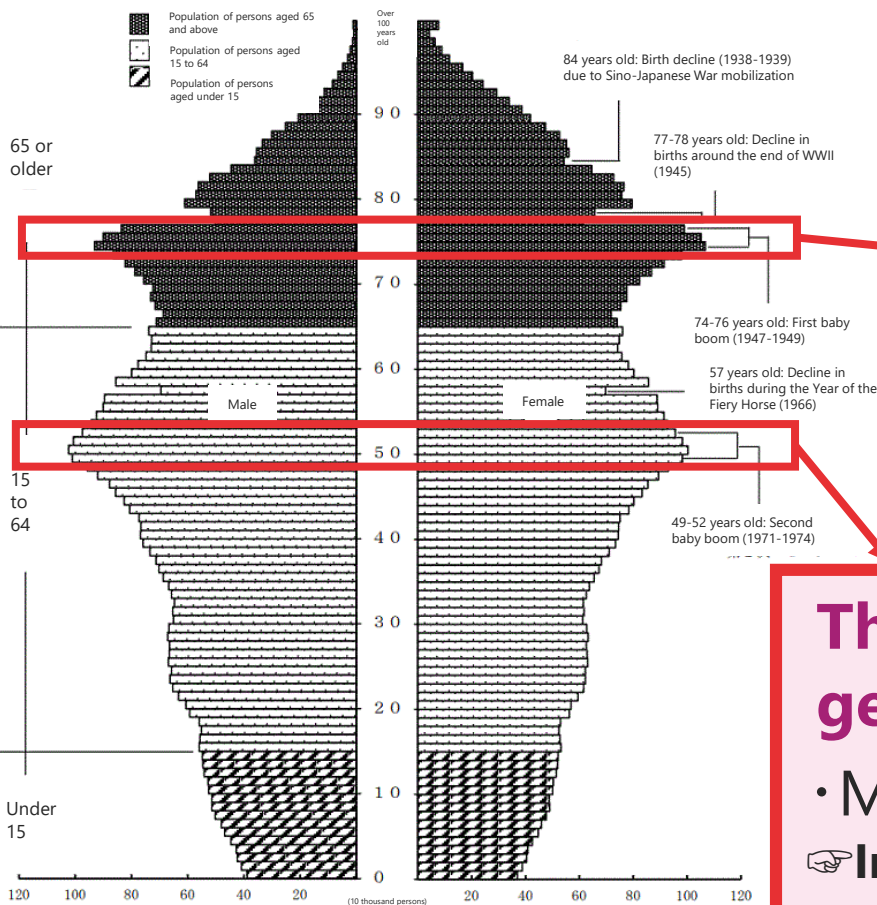 Population of persons aged 65
and above
Population of persons aged
15 to 64
Population of persons
aged under 15
Over
100
years
old
84 years old: Birth decline (1938-1939)
due to Sino-Japanese War mobilization
77-78 years old: Decline in
births around the end of WWII
(1945)
74-76 years old: First baby
boom (1947-1949)
57 years old: Decline in
births during the Year of the
Fiery Horse (1966)
49-52 years old: Second
baby boom (1971-1974)
65 or
older
15
to
64
Under
15
Male
Female
90
80
70
60
50
40
30
20
10
0
120 100 80 60 40 20
20 40 60 80 100 120
(10 thousand persons)
Th
ge
・M
☞In